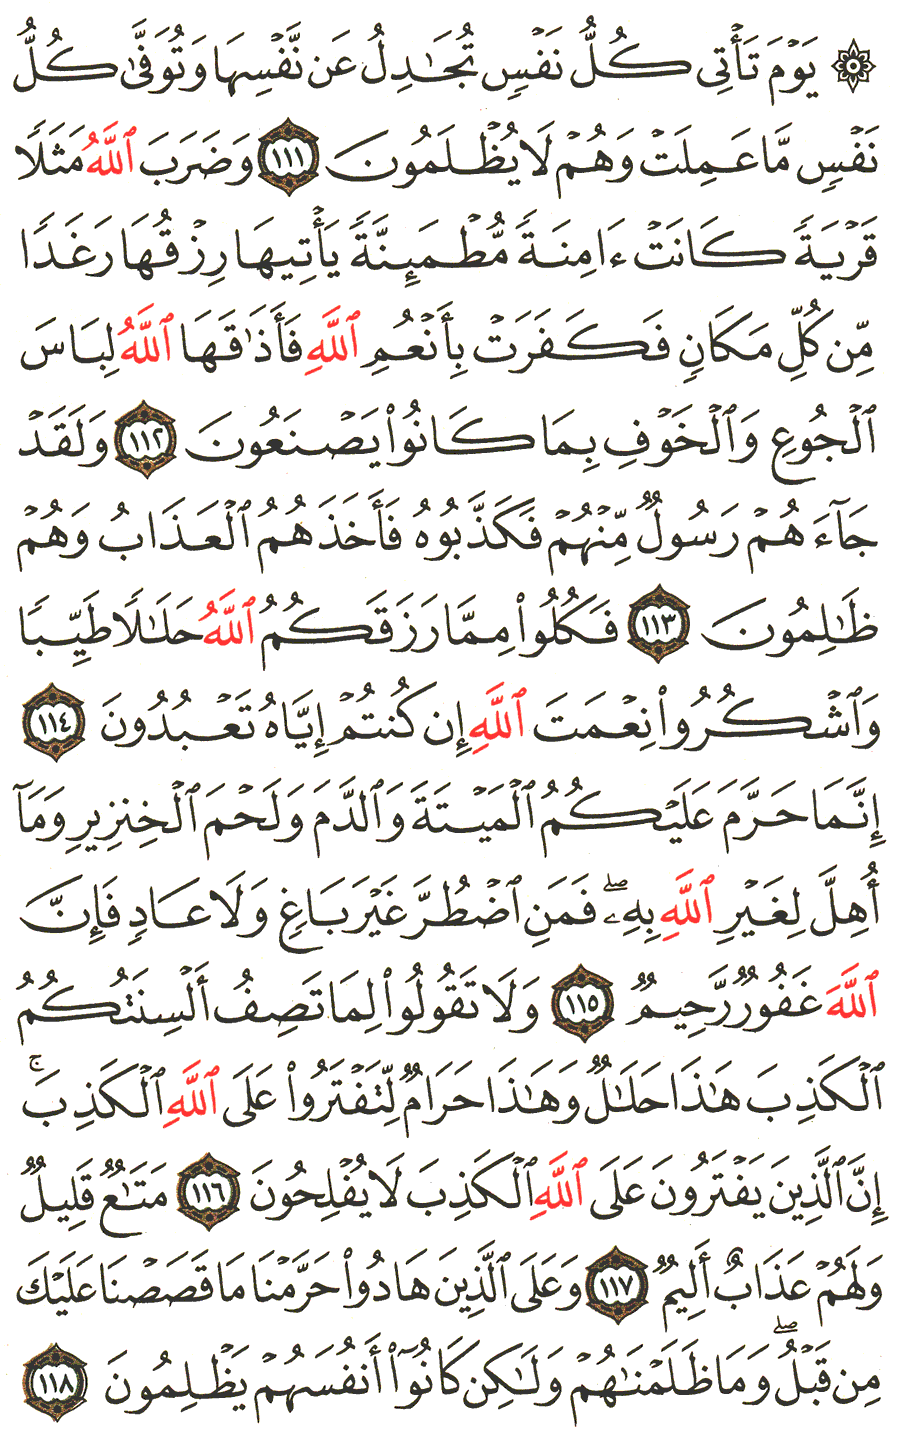 ۞ يَوۡمَ تَأۡتِي كُلُّ نَفۡسٖ تُجَٰدِلُ عَن نَّفۡسِهَا وَتُوَفَّىٰ كُلُّ
نَفۡسٖ مَّا عَمِلَتۡ وَهُمۡ لَا يُظۡلَمُونَ ١١١ وَضَرَبَ ٱللَّهُ مَثَلٗا
قَرۡيَةٗ كَانَتۡ ءَامِنَةٗ مُّطۡمَئِنَّةٗ يَأۡتِيهَا رِزۡقُهَا رَغَدٗا
مِّن كُلِّ مَكَانٖ فَكَفَرَتۡ بِأَنۡعُمِ ٱللَّهِ فَأَذَٰقَهَا ٱللَّهُ لِبَاسَ
ٱلۡجُوعِ وَٱلۡخَوۡفِ بِمَا كَانُواْ يَصۡنَعُونَ ١١٢ وَلَقَدۡ
جَآءَهُمۡ رَسُولٞ مِّنۡهُمۡ فَكَذَّبُوهُ فَأَخَذَهُمُ ٱلۡعَذَابُ وَهُمۡ
ظَٰلِمُونَ ١١٣ فَكُلُواْ مِمَّا رَزَقَكُمُ ٱللَّهُ حَلَٰلٗا طَيِّبٗا
وَٱشۡكُرُواْ نِعۡمَتَ ٱللَّهِ إِن كُنتُمۡ إِيَّاهُ تَعۡبُدُونَ ١١٤
إِنَّمَا حَرَّمَ عَلَيۡكُمُ ٱلۡمَيۡتَةَ وَٱلدَّمَ وَلَحۡمَ ٱلۡخِنزِيرِ وَمَآ
أُهِلَّ لِغَيۡرِ ٱللَّهِ بِهِۦۖ فَمَنِ ٱضۡطُرَّ غَيۡرَ بَاغٖ وَلَا عَادٖ فَإِنَّ
ٱللَّهَ غَفُورٞ رَّحِيمٞ ١١٥ وَلَا تَقُولُواْ لِمَا تَصِفُ أَلۡسِنَتُكُمُ
ٱلۡكَذِبَ هَٰذَا حَلَٰلٞ وَهَٰذَا حَرَامٞ لِّتَفۡتَرُواْ عَلَى ٱللَّهِ ٱلۡكَذِبَۚ
إِنَّ ٱلَّذِينَ يَفۡتَرُونَ عَلَى ٱللَّهِ ٱلۡكَذِبَ لَا يُفۡلِحُونَ ١١٦ مَتَٰعٞ قَلِيلٞ
وَلَهُمۡ عَذَابٌ أَلِيمٞ ١١٧ وَعَلَى ٱلَّذِينَ هَادُواْ حَرَّمۡنَا مَا قَصَصۡنَا عَلَيۡكَ
مِن قَبۡلُۖ وَمَا ظَلَمۡنَٰهُمۡ وَلَٰكِن كَانُوٓاْ أَنفُسَهُمۡ يَظۡلِمُونَ ١١٨